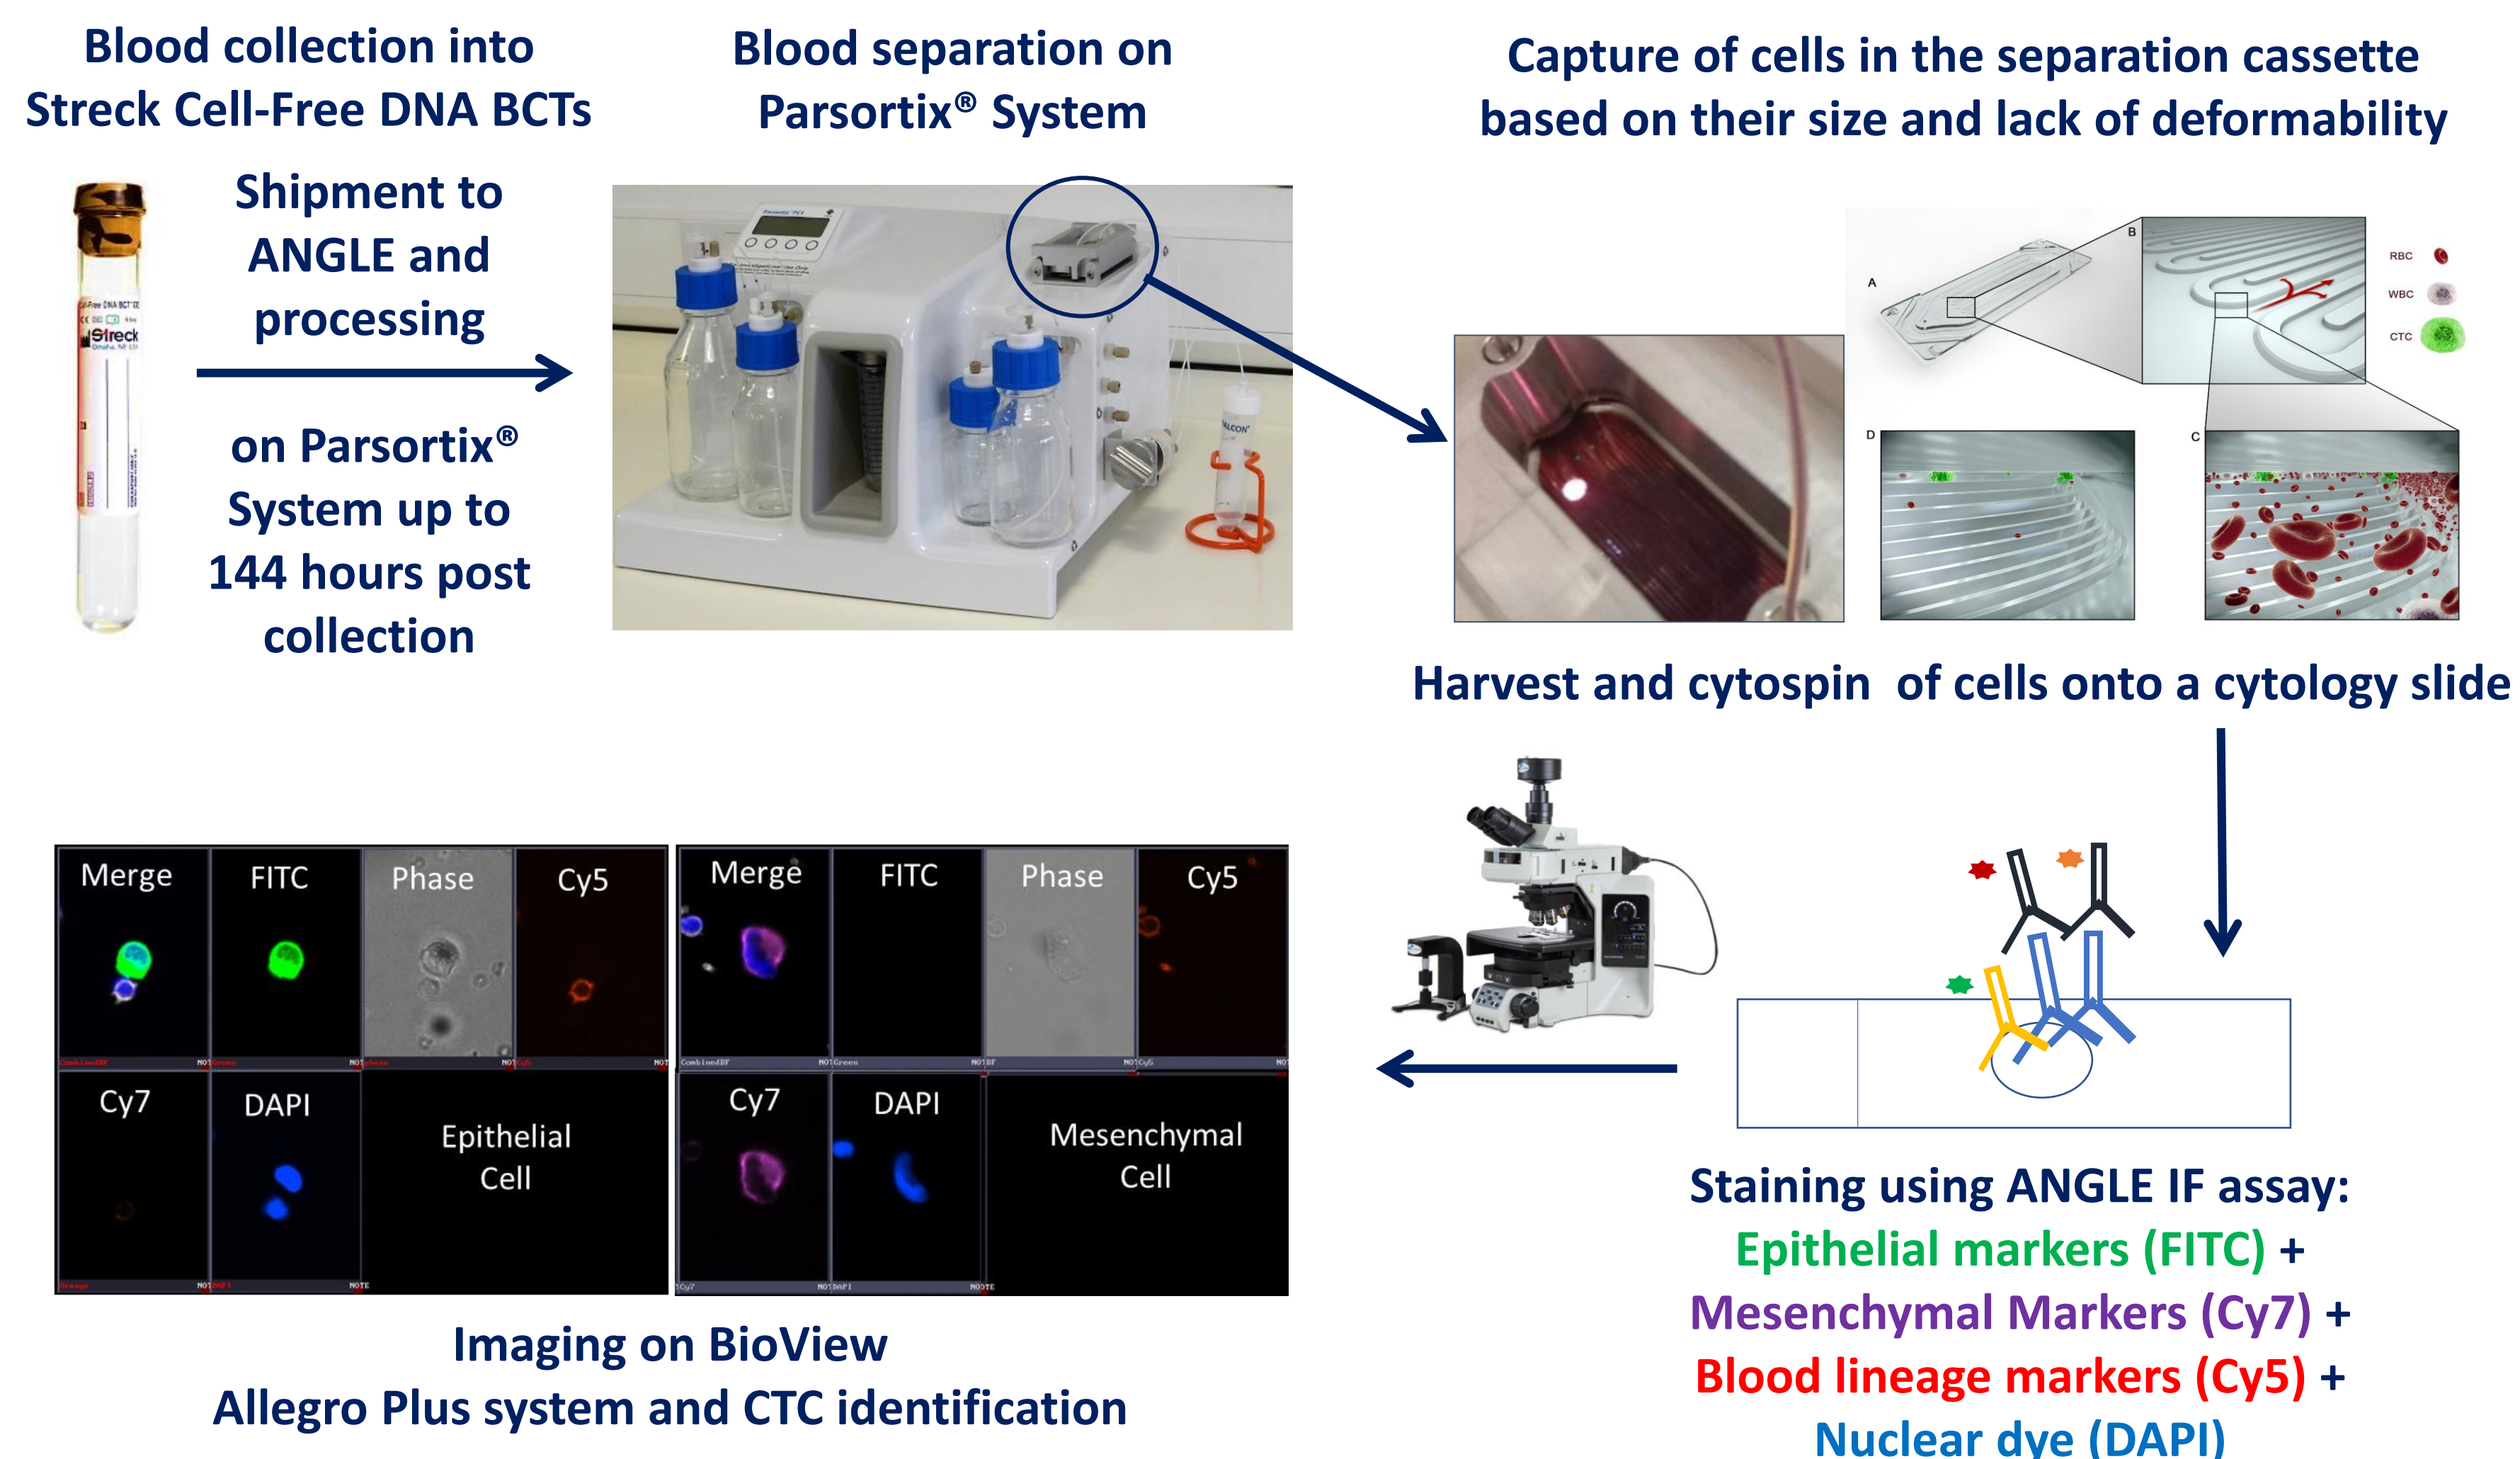 Blood collection into
Streck Cell-Free DNA BCTs
Shipment to
ANGLE and
processing
on Parsortix®
System up to
144 hours post
collection
Streck
Blood separation on
Parsortix® System
Capture of cells in the separation cassette
based on their size and lack of deformability
A
B
RBC
WBC
CTC
D
C
Harvest and cytospin of cells onto a cytology slide
Staining using ANGLE IF assay:
Epithelial markers (FITC) +
Mesenchymal Markers (Cy7) +
Blood lineage markers (Cy5) +
Nuclear dye (DAPI)
Merge
FITC
Phase
Cy5
Cy7
DAPI
Epithelial
Cell
Merge
FITC
Phase
Cy5
Cy7
DAPI
Mesenchymal
Cell
Imaging on BioView
Allegro Plus system and CTC identification